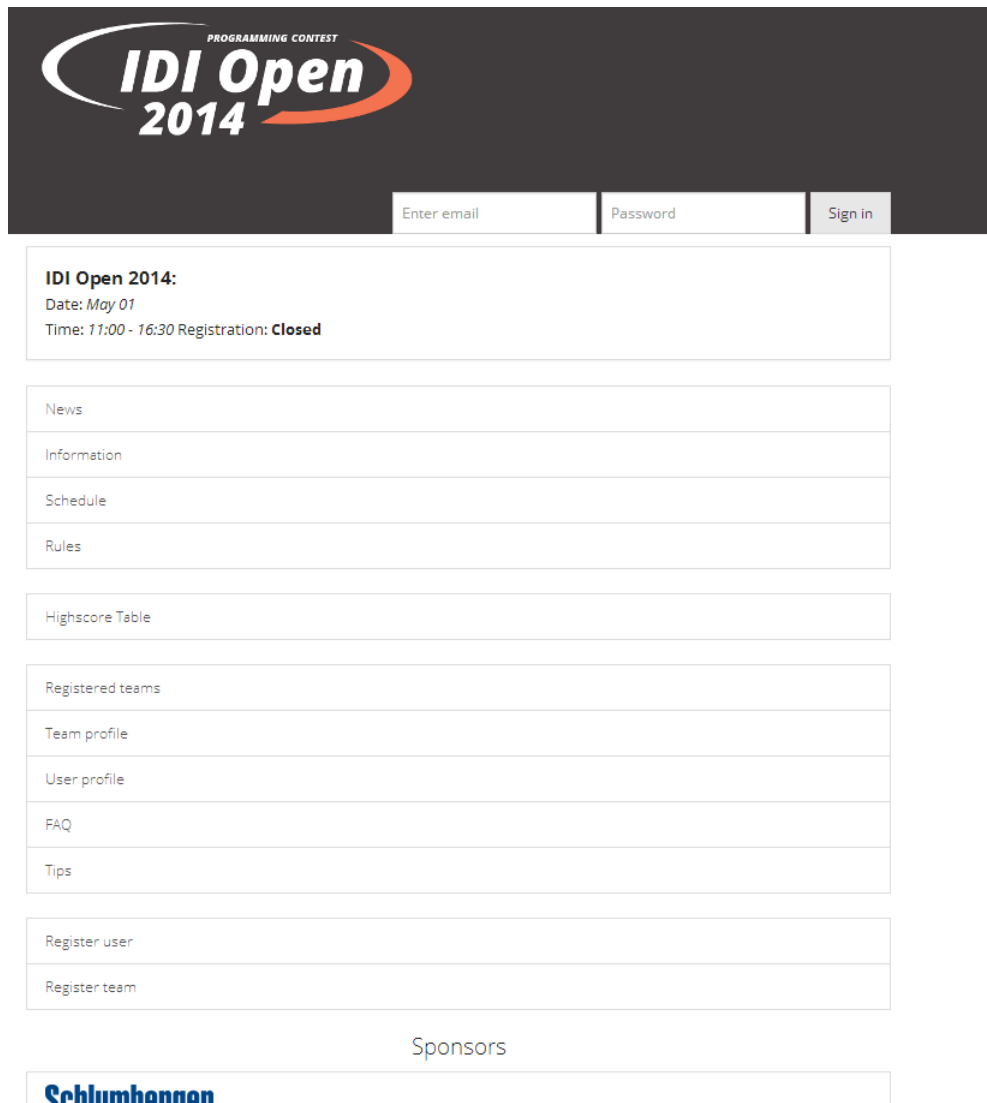 PROGRAMMING CONTEST
IDI Open
2014
Enter email Password Sign in
IDI Open 2014:
Date: May 01
Time: 11:00 - 16:30 Registration: Closed
News
Information
Schedule
Rules
Highscore Table
Registered teams
Team profile
User profile
FAQ
Tips
Register user
Register team
Sponsors
Schlumberger